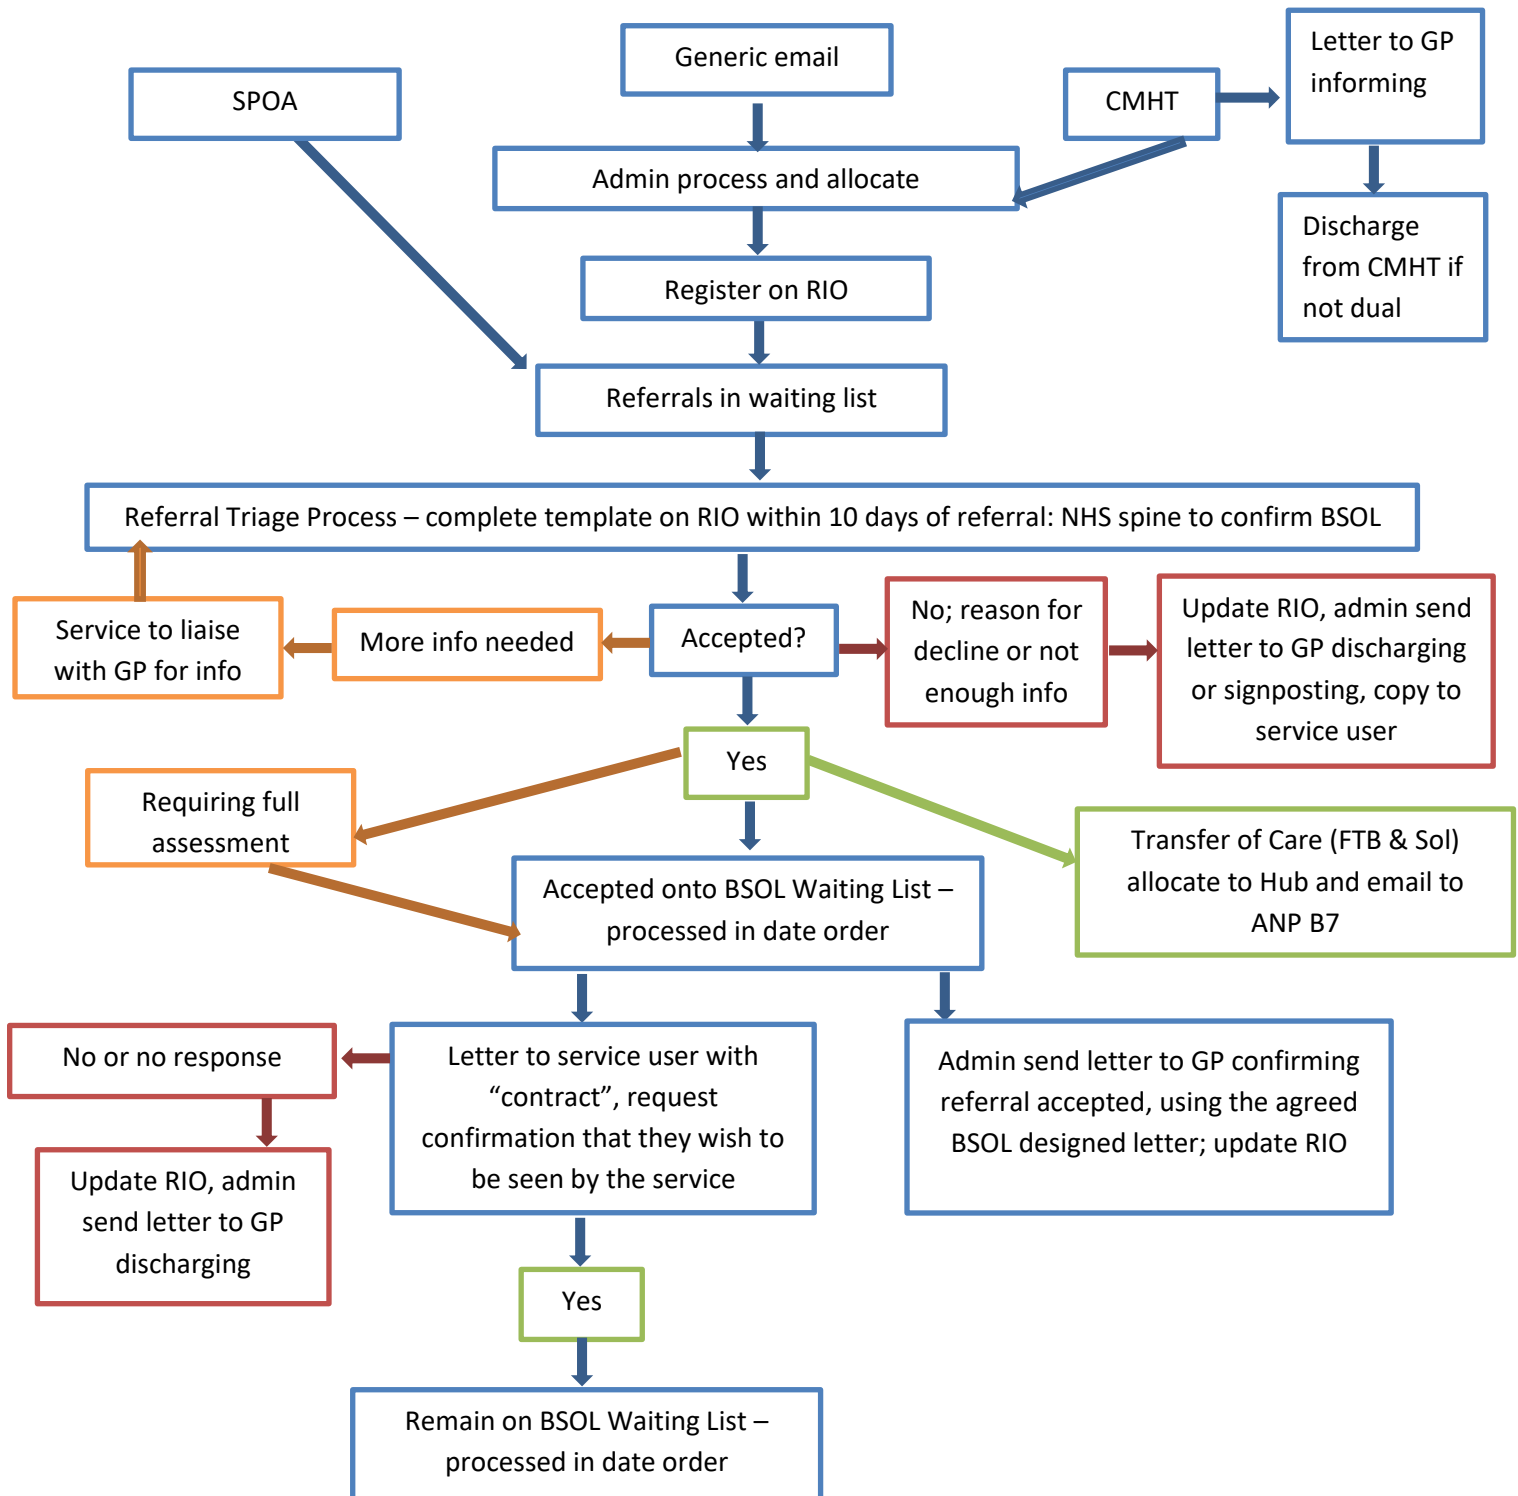 Generic email
SPOA
CMHT
Letter to GP
informing
Admin process and allocate
Discharge
from CMHT if
not dual
Register on RIO
Referrals in waiting list
Referral Triage Process – complete template on RIO within 10 days of referral: NHS spine to confirm BSOL
Service to liaise
with GP for info
More info needed
Accepted?
No; reason for
decline or not
enough info
Update RIO, admin send
letter to GP discharging
or signposting, copy to
service user
Yes
Requiring full
assessment
Transfer of Care (FTB & Sol)
allocate to Hub and email to
ANP B7
Accepted onto BSOL Waiting List –
processed in date order
No or no response
Letter to service user with
“contract”, request
confirmation that they wish to
be seen by the service
Admin send letter to GP confirming
referral accepted, using the agreed
BSOL designed letter; update RIO
Update RIO, admin
send letter to GP
discharging
Yes
Remain on BSOL Waiting List –
processed in date order